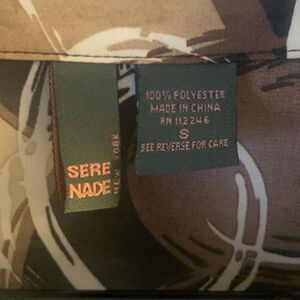 SERE
NADE
NEW YORK
100% POLYESTER
MADE IN CHINA
RN 112246
S
SEE REVERSE FOR CARE